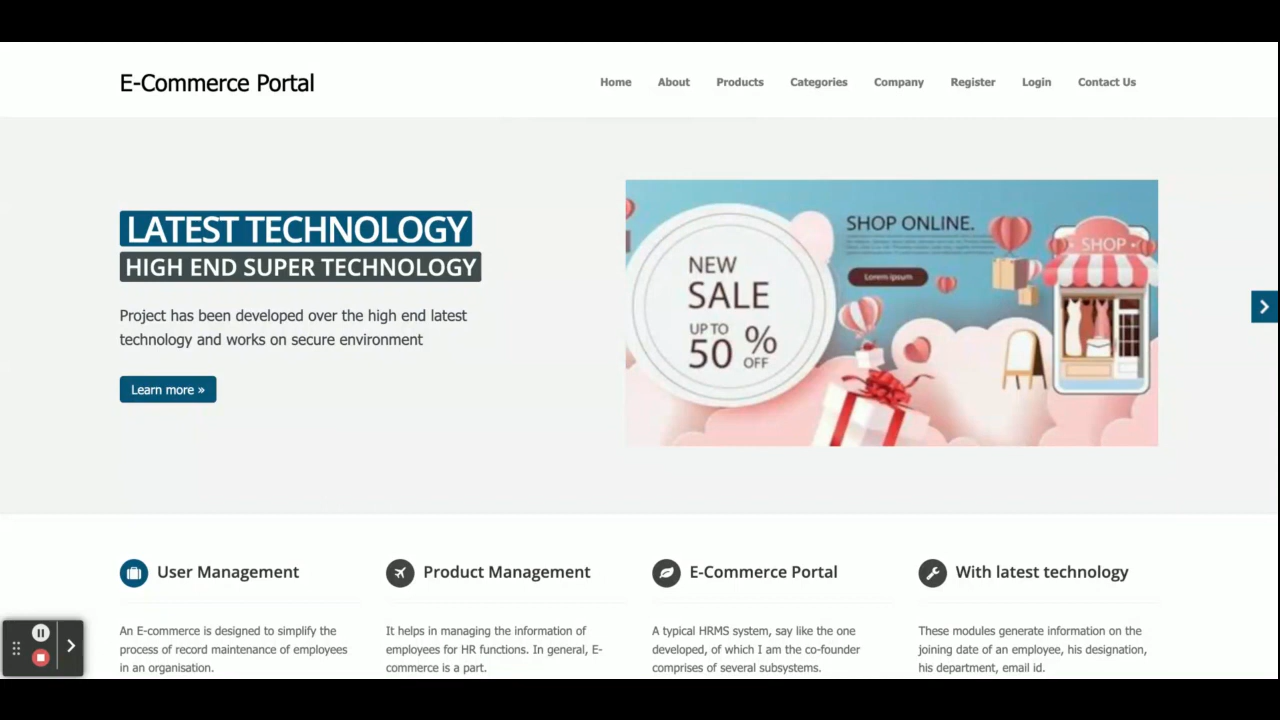 E-Commerce Portal
Home About Products Categories Company Register Login Contact Us
LATEST TECHNOLOGY
HIGH END SUPER TECHNOLOGY
Project has been developed over the high end latest
technology and works on secure environment
Learn more »
SHOP ONLINE.
Lorem ipsum
NEW
SALE
UP TO
50 %
OFF
SHOP
User Management
An E-commerce is designed to simplify the
process of record maintenance of employees
in an organisation.
Product Management
It helps in managing the information of
employees for HR functions. In general, E-
commerce is a part.
E-Commerce Portal
A typical HRMS system, say like the one
developed, of which I am the co-founder
comprises of several subsystems.
With latest technology
These modules generate information on the
joining date of an employee, his designation,
his department, email id.